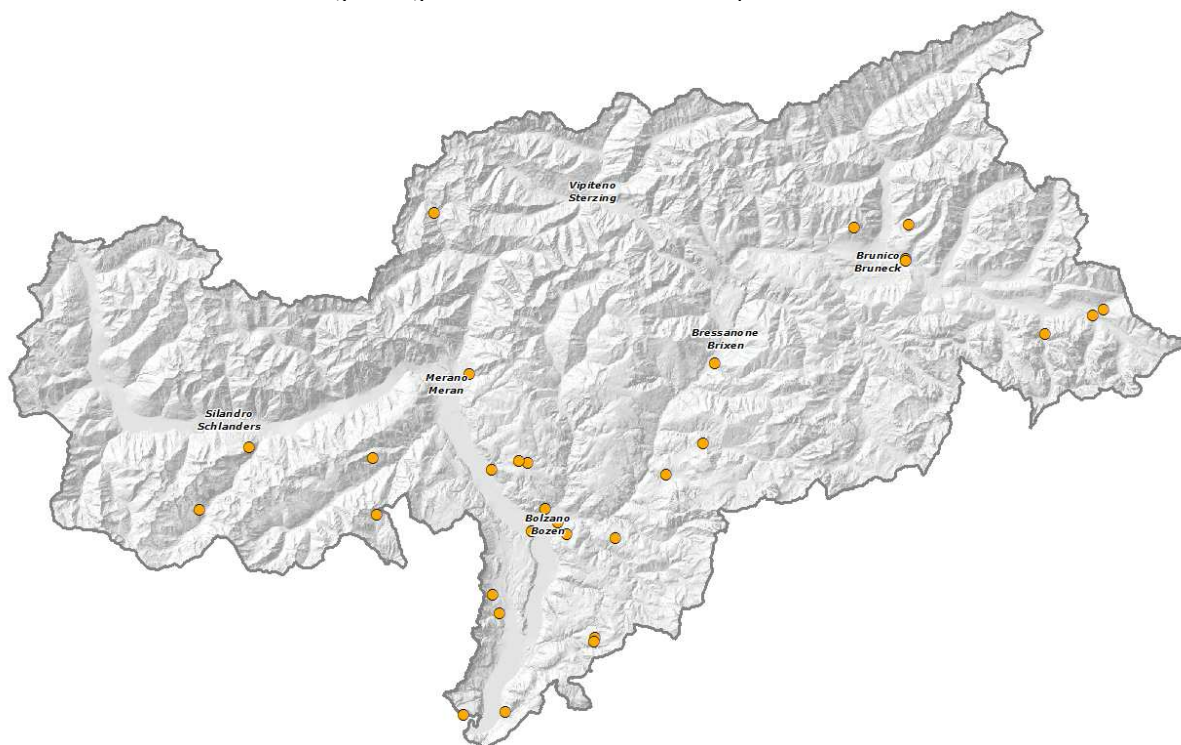 Vipiteno
Sterzing
Brunico
Bruneck
Bressanone
Brixen
Merano
Meran
Silandro
Schlanders
Bolzano
Bozen